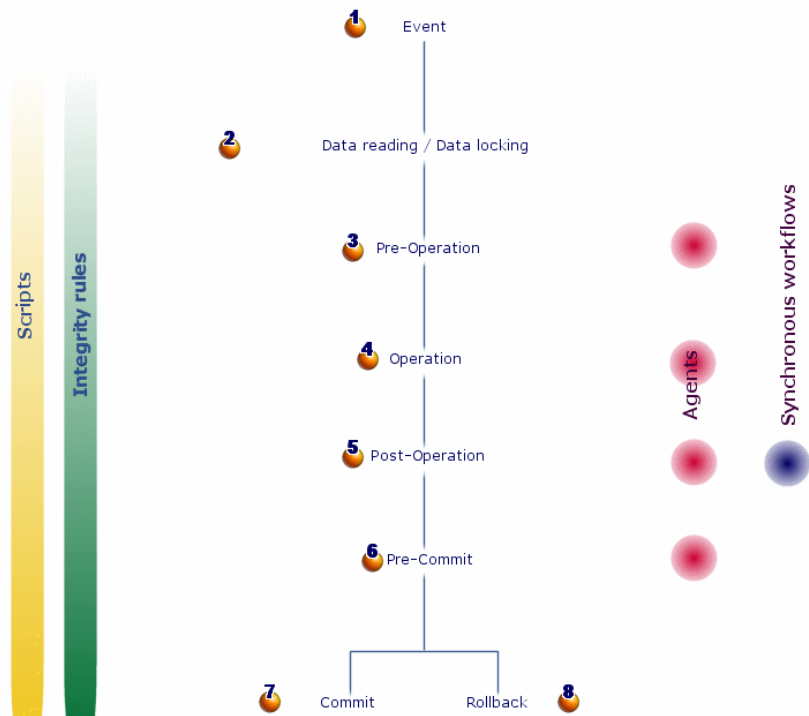 1 Event
2 Data reading / Data locking
3 Pre-Operation
4 Operation
5 Post-Operation
6 Pre-Commit
7 Commit
Rollback 8
Scripts
Integrity rules
Agents
Synchronous workflows